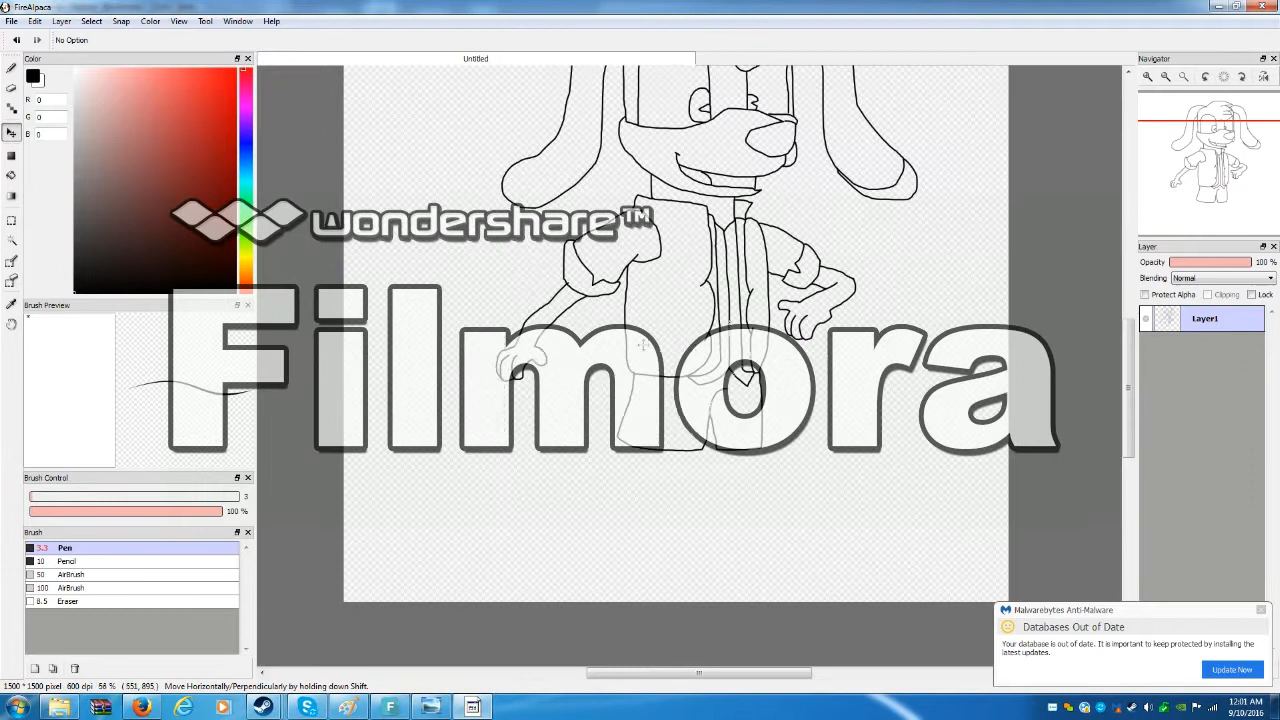 FireAlpaca
File Edit Layer Select Snap Color View Tool Window Help
No Option
Color
Untitled
Navigator
R 0
G 0
B 0
wondershare™
Filmora
Layer
Opacity 100 %
Blending Normal
Protect Alpha Clipping Lock
Layer1
Brush Preview
Brush Control
3
100 %
Brush
3.3 Pen
10 Pencil
50 AirBrush
100 AirBrush
8.5 Eraser
Malwarebytes Anti-Malware
Databases Out of Date
Your database is out of date. It is important to keep protected by installing the
latest updates.
Update Now
1500 * 1500 pixel 600 dpi 56 % ( 551, 895, ) Move Horizontally/Perpendicularly by holding down Shift.
12:01 AM
9/10/2016